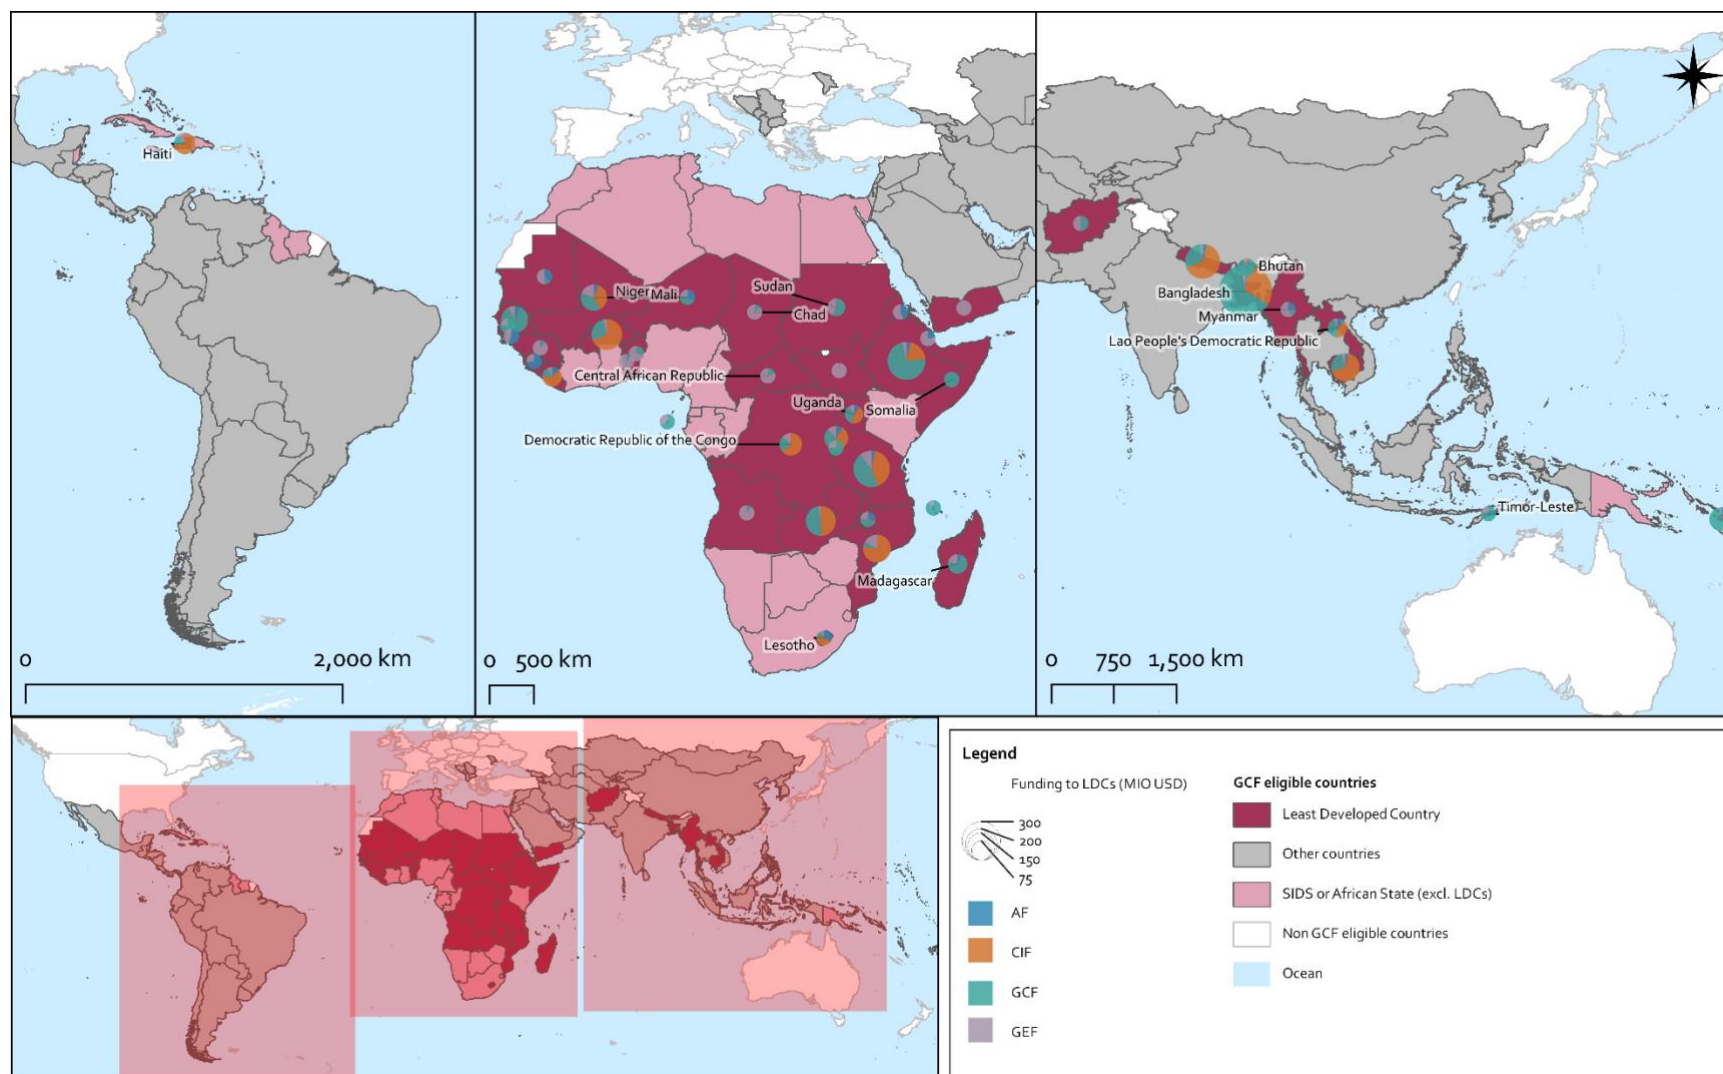 Haiti
0
2,000 km
Niger
Mali
Sudan
Chad
Central African Republic
Uganda
Somalia
Democratic Republic of the Congo
Madagascar
Lesotho
0 500 km
Bhutan
Bangladesh
Myanmar
Lao People's Democratic Republic
Timor-Leste
0 750 1,500 km
Legend
Funding to LDCs (MIO USD)
300
200
150
75
AF
CIF
GCF
GEF
GCF eligible countries
Least Developed Country
Other countries
SIDS or African State (excl. LDCs)
Non GCF eligible countries
Ocean